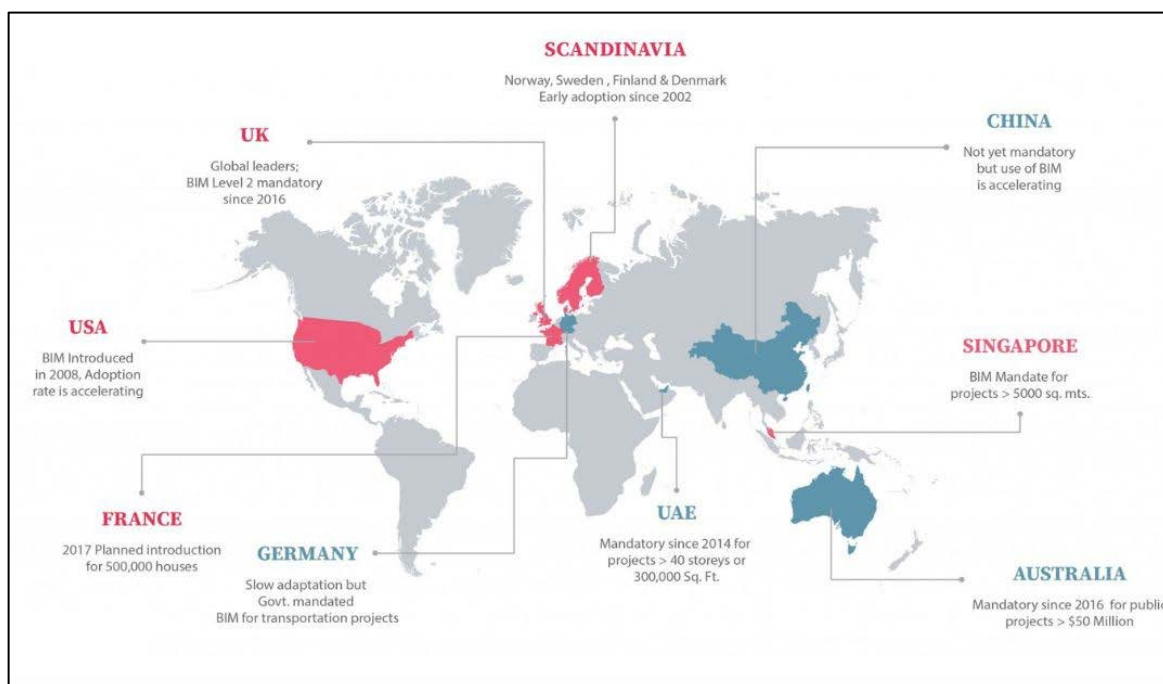 SCANDINAVIA
Norway, Sweden , Finland & Denmark
Early adoption since 2002
UK
Global leaders;
BIM Level 2 mandatory
since 2016
CHINA
Not yet mandatory
but use of BIM
is accelerating
USA
BIM Introduced
in 2008, Adoption
rate is accelerating
SINGAPORE
BIM Mandate for
projects > 5000 sq. mts.
FRANCE
2017 Planned introduction
for 500,000 houses
GERMANY
Slow adaptation but
Govt. mandated
BIM for transportation projects
UAE
Mandatory since 2014 for
projects > 40 storeys or
300,000 Sq. Ft.
AUSTRALIA
Mandatory since 2016 for public
projects > $50 Million